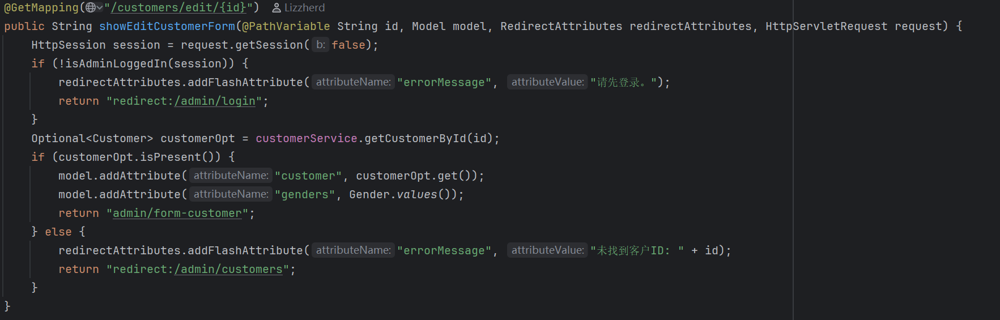 @GetMapping("/customers/edit/{id}") Lizzherd
public String showEditCustomerForm(@PathVariable String id, Model model, RedirectAttributes redirectAttributes, HttpServletRequest request) {
HttpSession session = request.getSession( b: false);
if (!isAdminLoggedIn(session)) {
redirectAttributes.addFlashAttribute( attributeName: "errorMessage", attributeValue: "请先登录。");
return "redirect:/admin/login";
}
Optional<Customer> customerOpt = customerService.getCustomerById(id);
if (customerOpt.isPresent()) {
model.addAttribute( attributeName: "customer", customerOpt.get());
model.addAttribute( attributeName: "genders", Gender.values());
return "admin/form-customer";
} else {
redirectAttributes.addFlashAttribute( attributeName: "errorMessage", attributeValue: "未找到客户ID: " + id);
return "redirect:/admin/customers";
}
}